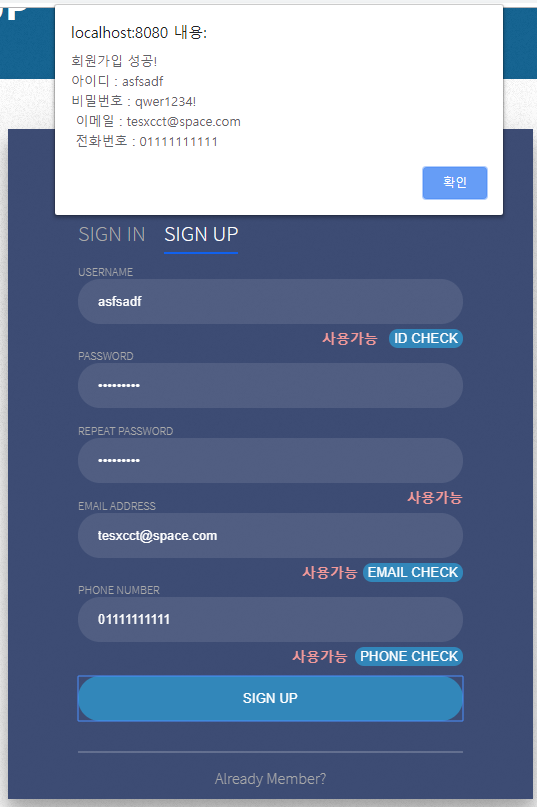 localhost:8080 내용:
회원가입 성공!
아이디 : asfsadf
비밀번호 : qwer1234!
이메일 : tesxcct@space.com
전화번호 : 01111111111
확인
SIGN IN SIGN UP
USERNAME
asfsadf
사용가능 ID CHECK
PASSWORD
•••••••••
REPEAT PASSWORD
•••••••••
사용가능
EMAIL ADDRESS
tesxcct@space.com
사용가능 EMAIL CHECK
PHONE NUMBER
01111111111
사용가능 PHONE CHECK
SIGN UP
Already Member?